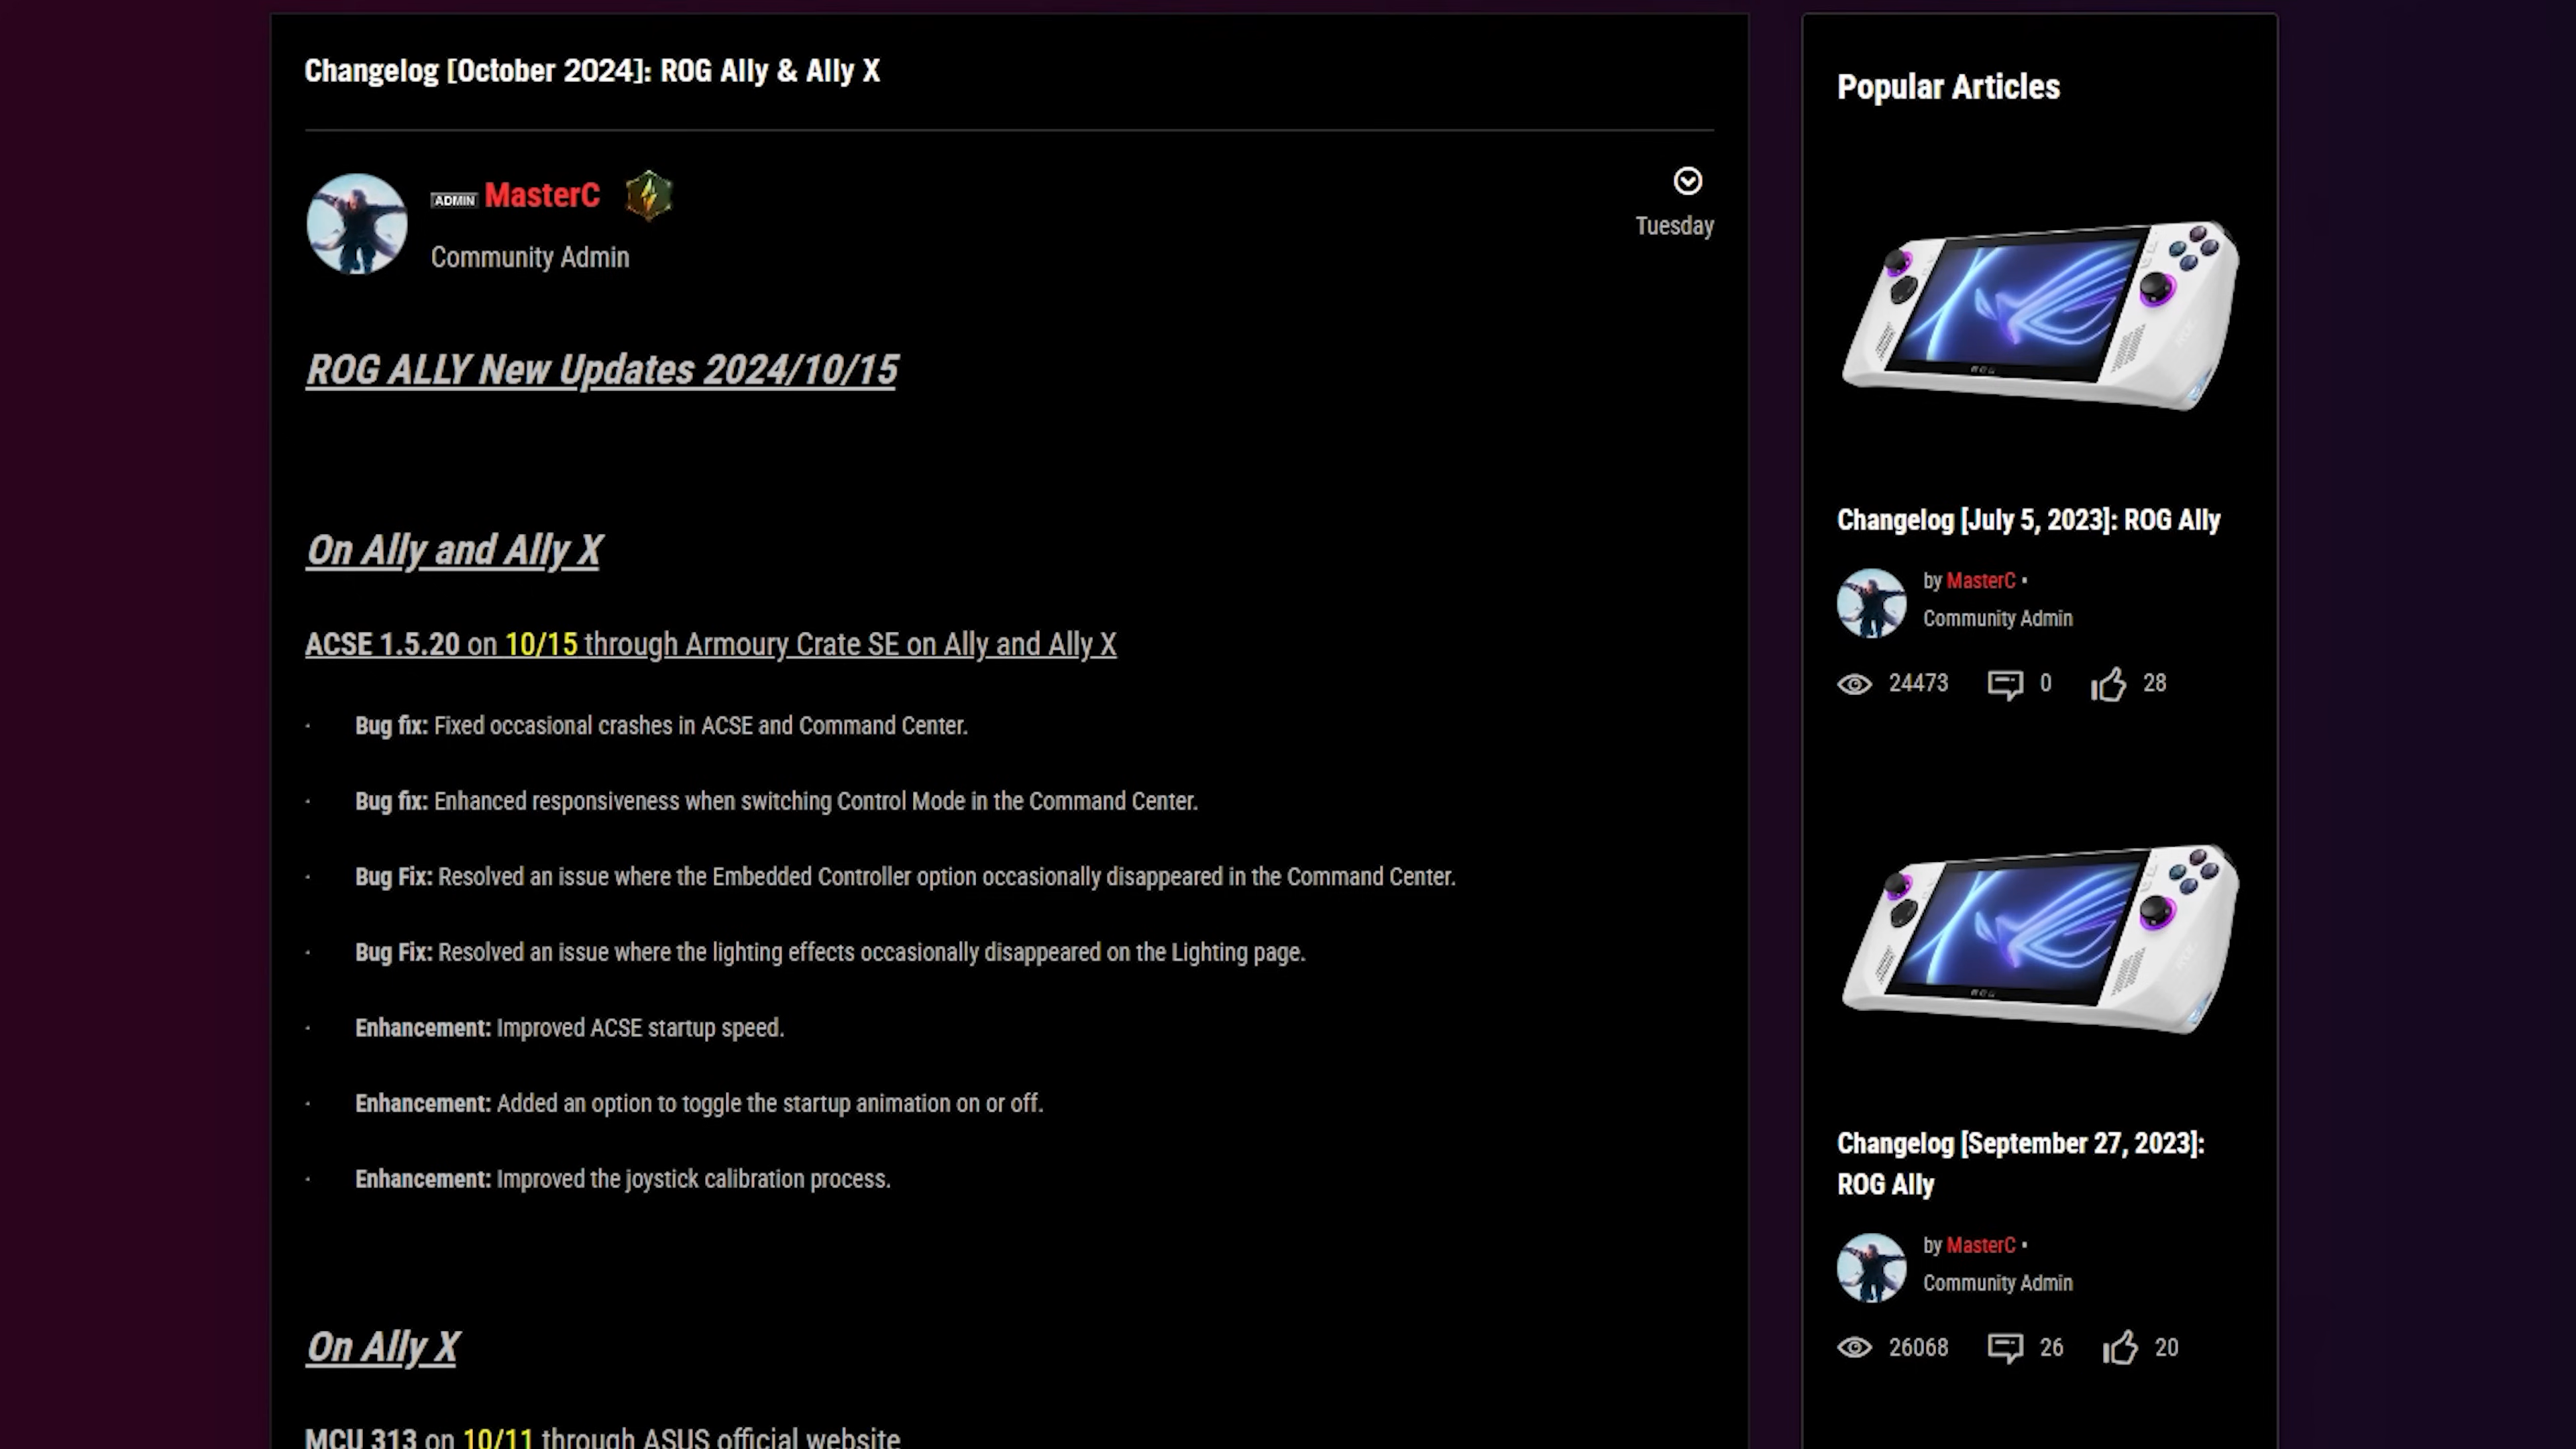 Changelog [October 2024]: ROG Ally & Ally X
ADMIN MasterC
Community Admin
Tuesday
ROG ALLY New Updates 2024/10/15
On Ally and Ally X
ACSE 1.5.20 on 10/15 through Armoury Crate SE on Ally and Ally X
· Bug fix: Fixed occasional crashes in ACSE and Command Center.
· Bug fix: Enhanced responsiveness when switching Control Mode in the Command Center.
· Bug Fix: Resolved an issue where the Embedded Controller option occasionally disappeared in the Command Center.
· Bug Fix: Resolved an issue where the lighting effects occasionally disappeared on the Lighting page.
· Enhancement: Improved ACSE startup speed.
· Enhancement: Added an option to toggle the startup animation on or off.
· Enhancement: Improved the joystick calibration process.
On Ally X
MCU 313 on 10/11 through ASUS official website
Popular Articles
Changelog [July 5, 2023]: ROG Ally
by MasterC •
Community Admin
24473 0 28
Changelog [September 27, 2023]:
ROG Ally
by MasterC •
Community Admin
26068 26 20